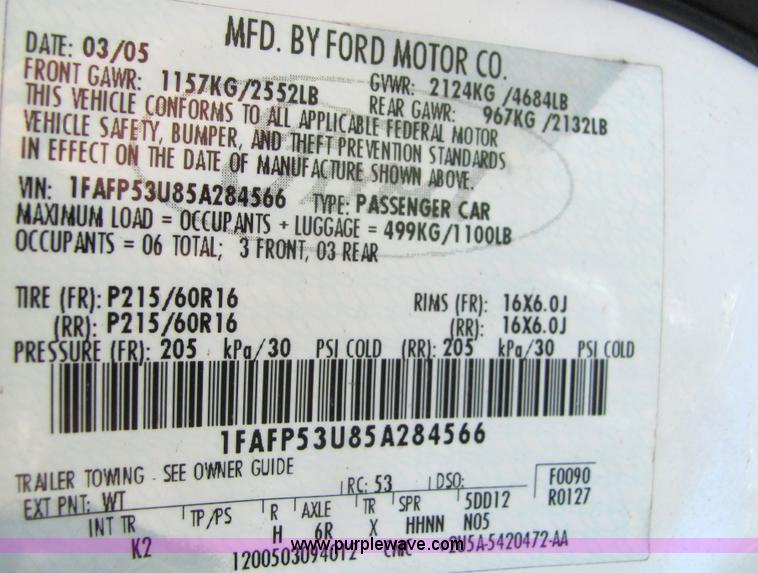 MFD. BY FORD MOTOR CO.
DATE: 03/05
FRONT GAWR: 1157KG/2552LB
GVWR: 2124KG /4684LB
REAR GAWR: 967KG /2132LB
THIS VEHICLE CONFORMS TO ALL APPLICABLE FEDERAL MOTOR
VEHICLE SAFETY, BUMPER, AND THEFT PREVENTION STANDARDS
IN EFFECT ON THE DATE OF MANUFACTURE SHOWN ABOVE.
VIN: 1FAFP53U85A284566 TYPE: PASSENGER CAR
MAXIMUM LOAD = OCCUPANTS + LUGGAGE = 499KG/1100LB
OCCUPANTS = 06 TOTAL; 3 FRONT, 03 REAR
TIRE (FR): P215/60R16 RIMS (FR): 16X6.0J
(RR): P215/60R16 (RR): 16X6.0J
PRESSURE (FR): 205 kPa/30 PSI COLD (RR): 205 kPa/30 PSI COLD
1FAFP53U85A284566
TRAILER TOWING - SEE OWNER GUIDE
EXT PNT: WT RC: 53 DSO: F0090
INT TR TP/PS R AXLE TR SPR 5DD12 R0127
K2 H 6R X HHNN N05
1200503094012
www.purplewave.com